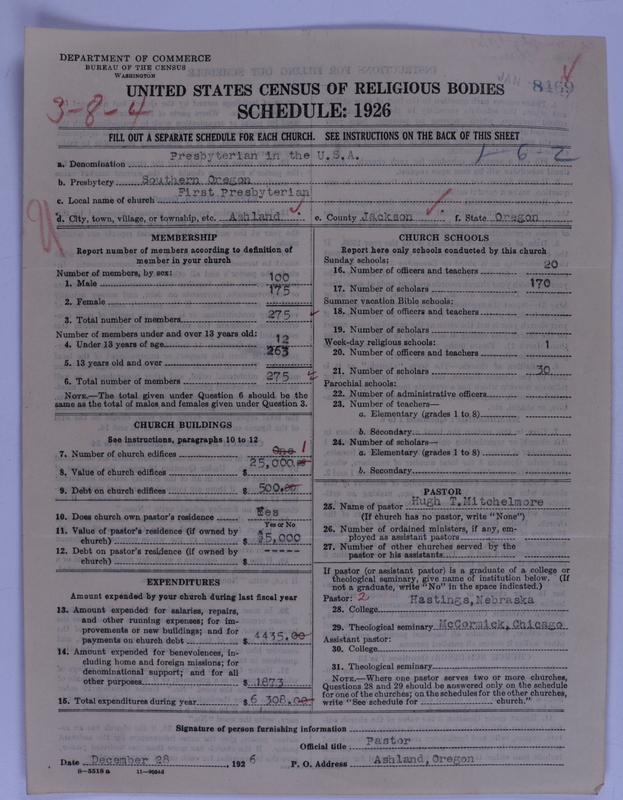 DEPARTMENT OF COMMERCE
BUREAU OF THE CENSUS
WASHINGTON
JAN 8469
UNITED STATES CENSUS OF RELIGIOUS BODIES
3-8-4
SCHEDULE: 1926
FILL OUT A SEPARATE SCHEDULE FOR EACH CHURCH. SEE INSTRUCTIONS ON THE BACK OF THIS SHEET
1-6-2
a. Denomination Presbyterian in the U.S.A.
b. Presbytery Southern Oregon
c. Local name of church First Presbyterian
d. City, town, village, or township, etc. Ashland e. County Jackson f. State Oregon
MEMBERSHIP
Report number of members according to definition of
member in your church
Number of members, by sex:
1. Male 100
2. Female 175
3. Total number of members 275
Number of members under and over 13 years old:
4. Under 13 years of age 12
5. 13 years old and over 263
6. Total number of members 275
NOTE.—The total given under Question 6 should be the
same as the total of males and females given under Question 3.
CHURCH BUILDINGS
See instructions, paragraphs 10 to 12
7. Number of church edifices One 1
8. Value of church edifices $ 25,000.00
9. Debt on church edifices $ 500.00
10. Does church own pastor's residence Yes
Yes or No
11. Value of pastor's residence (if owned by
church) $ $5,000
12. Debt on pastor's residence (if owned by
church) $ -----
EXPENDITURES
Amount expended by your church during last fiscal year
13. Amount expended for salaries, repairs,
and other running expenses; for im-
provements or new buildings; and for
payments on church debt $ 4435.00
14. Amount expended for benevolences, in-
cluding home and foreign missions; for
denominational support; and for all
other purposes $ 1873
15. Total expenditures during year $ 6 308.00
CHURCH SCHOOLS
Report here only schools conducted by this church
Sunday schools:
16. Number of officers and teachers 20
17. Number of scholars 170
Summer vacation Bible schools:
18. Number of officers and teachers
19. Number of scholars
Week-day religious schools:
20. Number of officers and teachers 1
21. Number of scholars 30
Parochial schools:
22. Number of administrative officers
23. Number of teachers—
a. Elementary (grades 1 to 8)
b. Secondary
24. Number of scholars—
a. Elementary (grades 1 to 8)
b. Secondary
PASTOR
25. Name of pastor Hugh T.Mitchelmore
(If church has no pastor, write "None")
26. Number of ordained ministers, if any, em-
ployed as assistant pastors
27. Number of other churches served by the
pastor or his assistants
If pastor (or assistant pastor) is a graduate of a college or
theological seminary, give name of institution below. (If
not a graduate, write "No" in the space indicated.)
Pastor: 2
28. College Hastings,Nebraska
29. Theological seminary McCormick,Chicago
Assistant pastor:
30. College
31. Theological seminary
NOTE.—Where one pastor serves two or more churches,
Questions 28 and 29 should be answered only on the schedule
for one of the churches; on the schedules for the other churches,
write "See schedule for church."
Signature of person furnishing information
Official title Pastor
Date December 28, 1926 P. O. Address Ashland,Oregon
8-5518 a